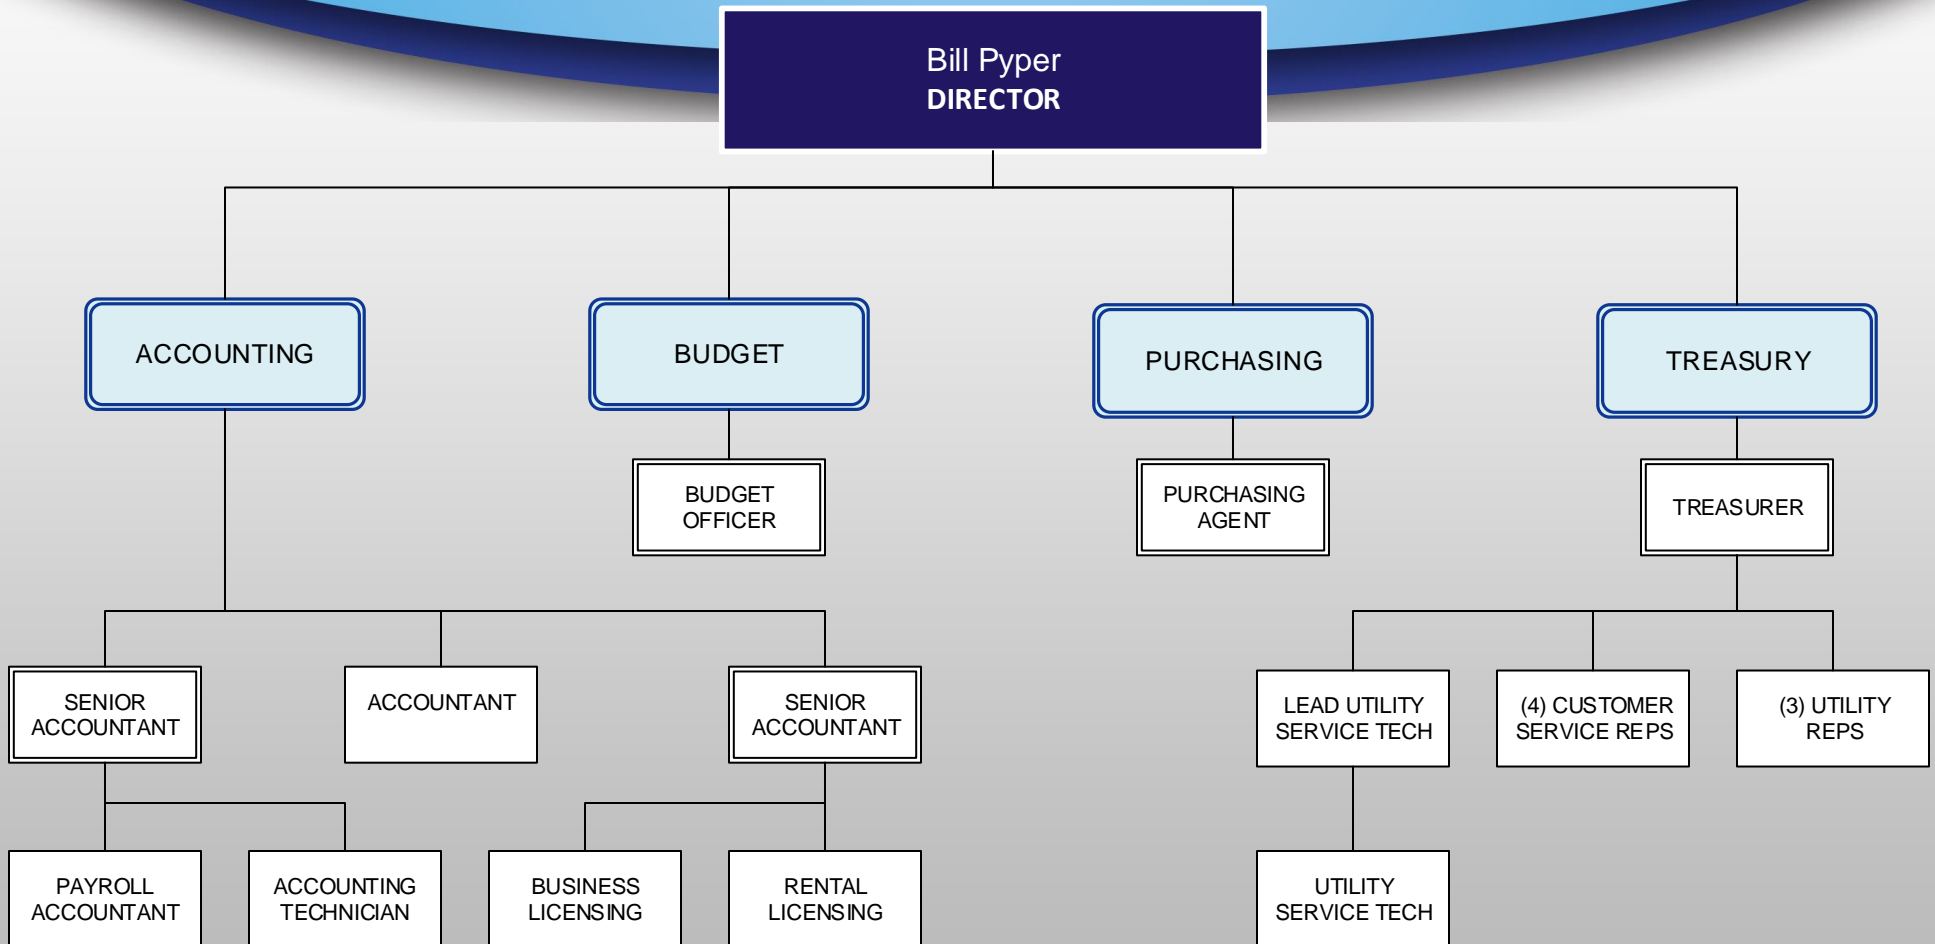 Bill Pyper
DIRECTOR
ACCOUNTING
BUDGET
PURCHASING
TREASURY
BUDGET
OFFICER
PURCHASING
AGENT
TREASURER
SENIOR
ACCOUNTANT
ACCOUNTANT
SENIOR
ACCOUNTANT
LEAD UTILITY
SERVICE TECH
(4) CUSTOMER
SERVICE REPS
(3) UTILITY
REPS
PAYROLL
ACCOUNTANT
ACCOUNTING
TECHNICIAN
BUSINESS
LICENSING
RENTAL
LICENSING
UTILITY
SERVICE TECH